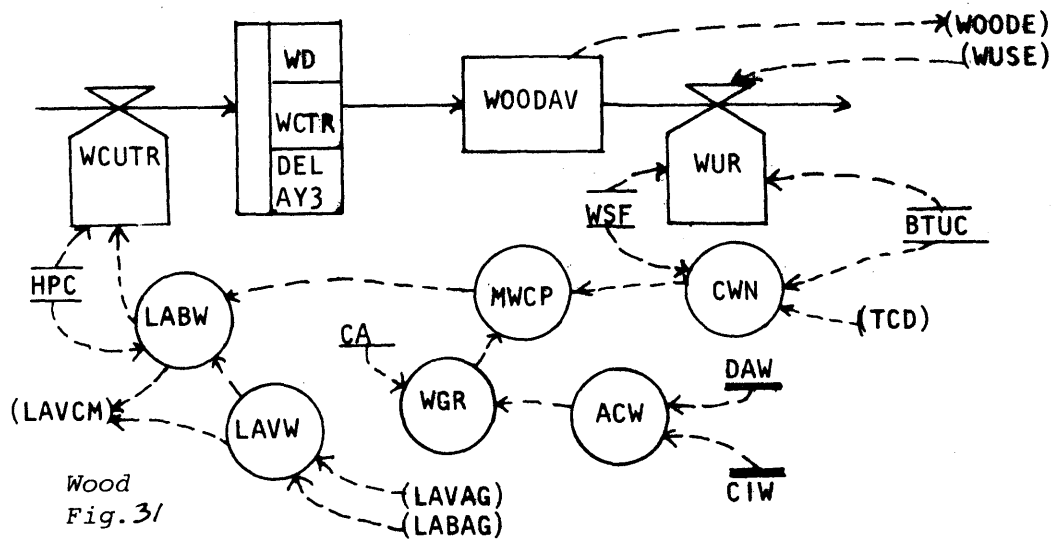 (WOODE)
(WUSE)
WD
WCTR
DEL
AY3
WOODAV
WCUTR
WUR
WSF
BTUC
HPC
LABW
MWCP
CWN
(TCD)
CA
DAW
WGR
ACW
(LAVCM)
LAVW
CIW
(LAVAG)
(LABAG)
Wood
Fig.31